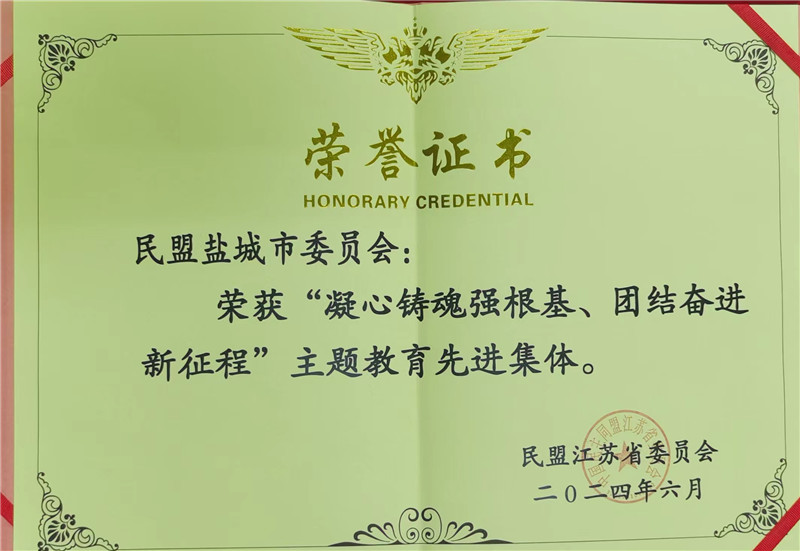 荣誉证书
HONORARY CREDENTIAL
民盟盐城市委员会：
荣获“凝心铸魂强根基、团结奋进
新征程”主题教育先进集体。
民盟江苏省委员会
二〇二四年六月